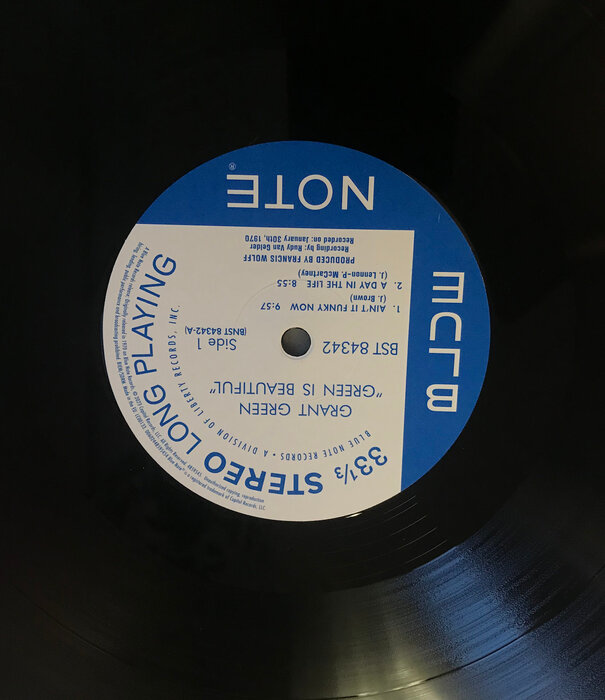 33 1/3 STEREO LONG PLAYING
BLUE NOTE RECORDS • A DIVISION OF LIBERTY RECORDS, INC.
BLUE
NOTE®
GRANT GREEN
"GREEN IS BEAUTIFUL"
BST 84342
Side 1
(BNST 84342-A)
1. AIN'T IT FUNKY NOW 9:57
(J. Brown)
2. A DAY IN THE LIFE 8:55
(J. Lennon-P. McCartney)
PRODUCED BY FRANCIS WOLFF
Recording by: Rudy Van Gelder
Recorded on: January 30th, 1970